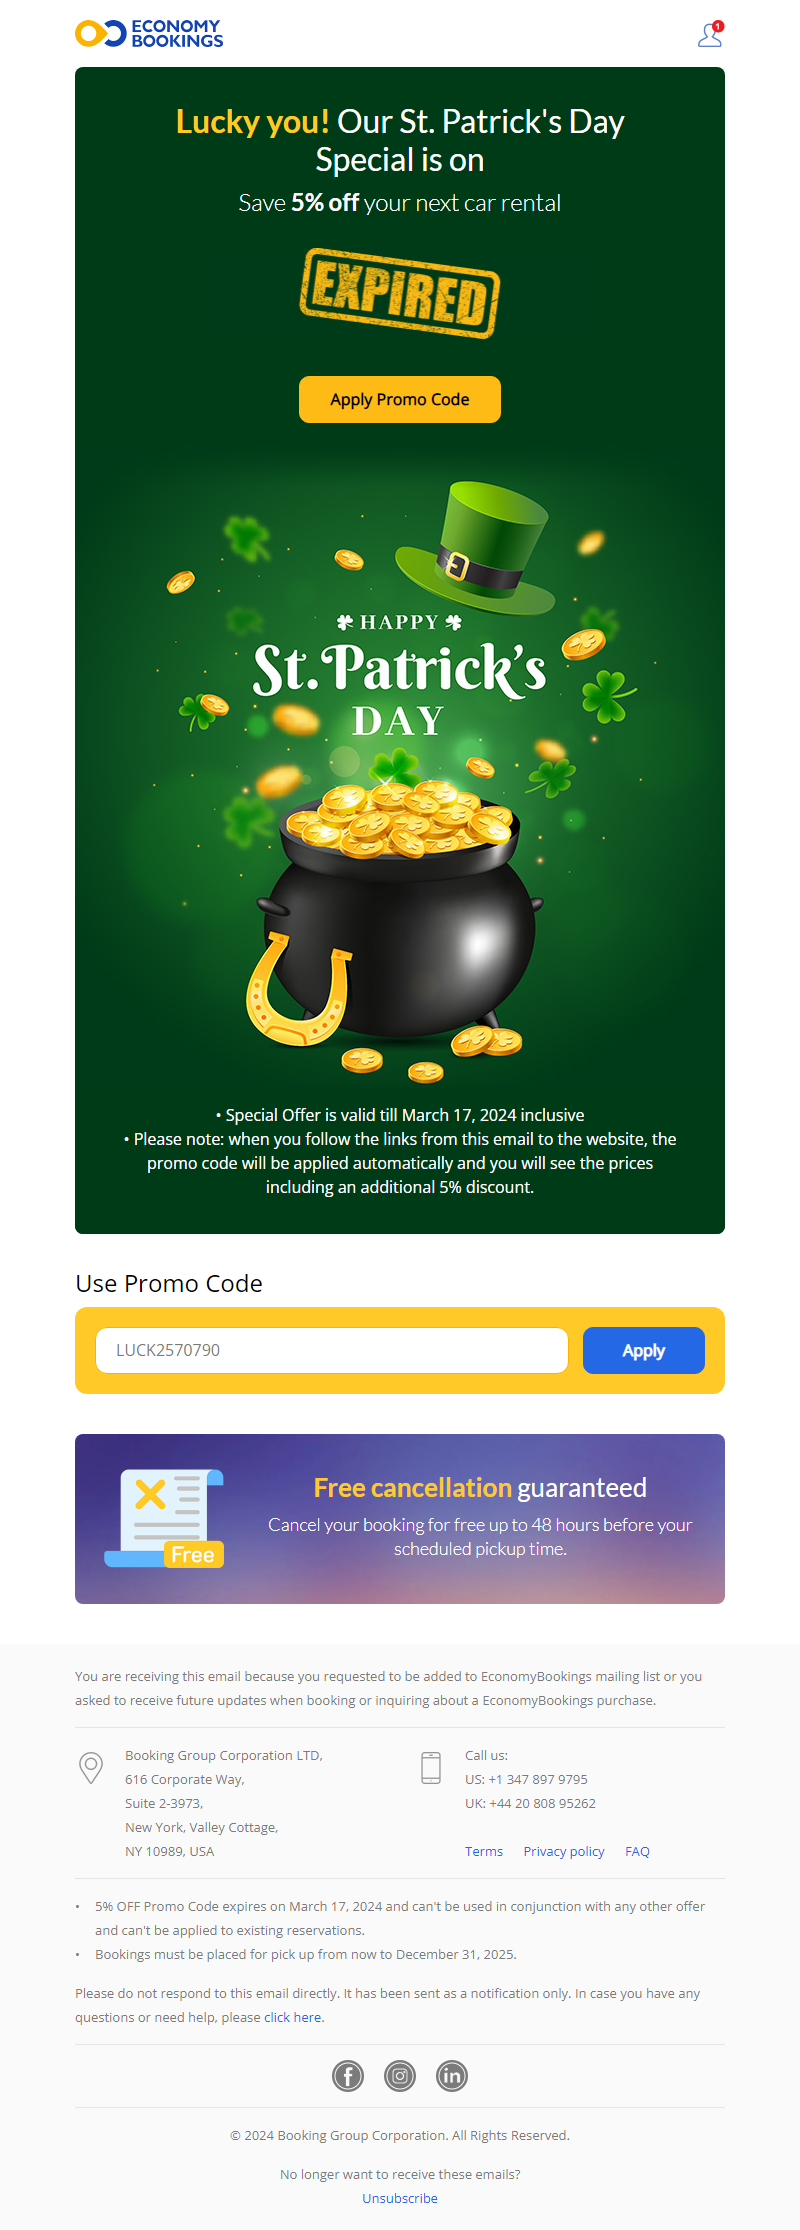 ECONOMY
BOOKINGS
1
Lucky you! Our St. Patrick's Day
Special is on
Save 5% off your next car rental
EXPIRED
Apply Promo Code
HAPPY
St. Patrick's
DAY
• Special Offer is valid till March 17, 2024 inclusive
• Please note: when you follow the links from this email to the website, the
promo code will be applied automatically and you will see the prices
including an additional 5% discount.
Use Promo Code
LUCK2570790
Apply
Free
Free cancellation guaranteed
Cancel your booking for free up to 48 hours before your
scheduled pickup time.
You are receiving this email because you requested to be added to EconomyBookings mailing list or you
asked to receive future updates when booking or inquiring about a EconomyBookings purchase.
Booking Group Corporation LTD,
616 Corporate Way,
Suite 2-3973,
New York, Valley Cottage,
NY 10989, USA
Call us:
US: +1 347 897 9795
UK: +44 20 808 95262
Terms Privacy policy FAQ
• 5% OFF Promo Code expires on March 17, 2024 and can't be used in conjunction with any other offer
and can't be applied to existing reservations.
• Bookings must be placed for pick up from now to December 31, 2025.
Please do not respond to this email directly. It has been sent as a notification only. In case you have any
questions or need help, please click here.
f in
© 2024 Booking Group Corporation. All Rights Reserved.
No longer want to receive these emails?
Unsubscribe